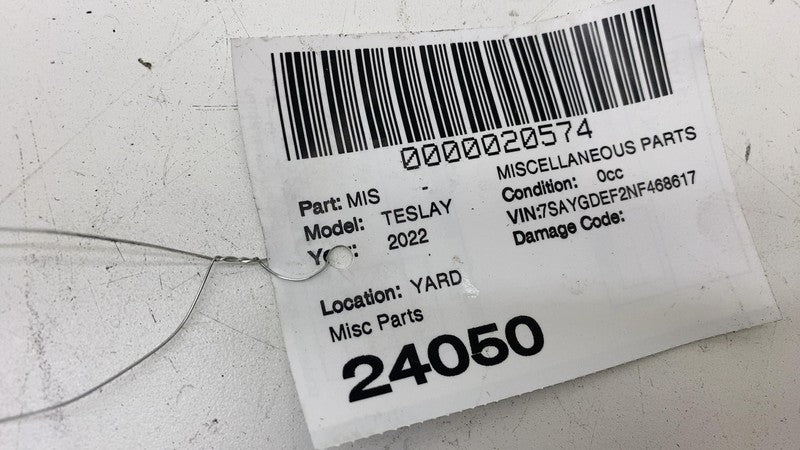 0000020574
Part: MIS -
MISCELLANEOUS PARTS
Model: TESLAY
Condition: 0cc
2022
VIN:7SAYGDEF2NF468617
Damage Code:
Location: YARD
Misc Parts
24050